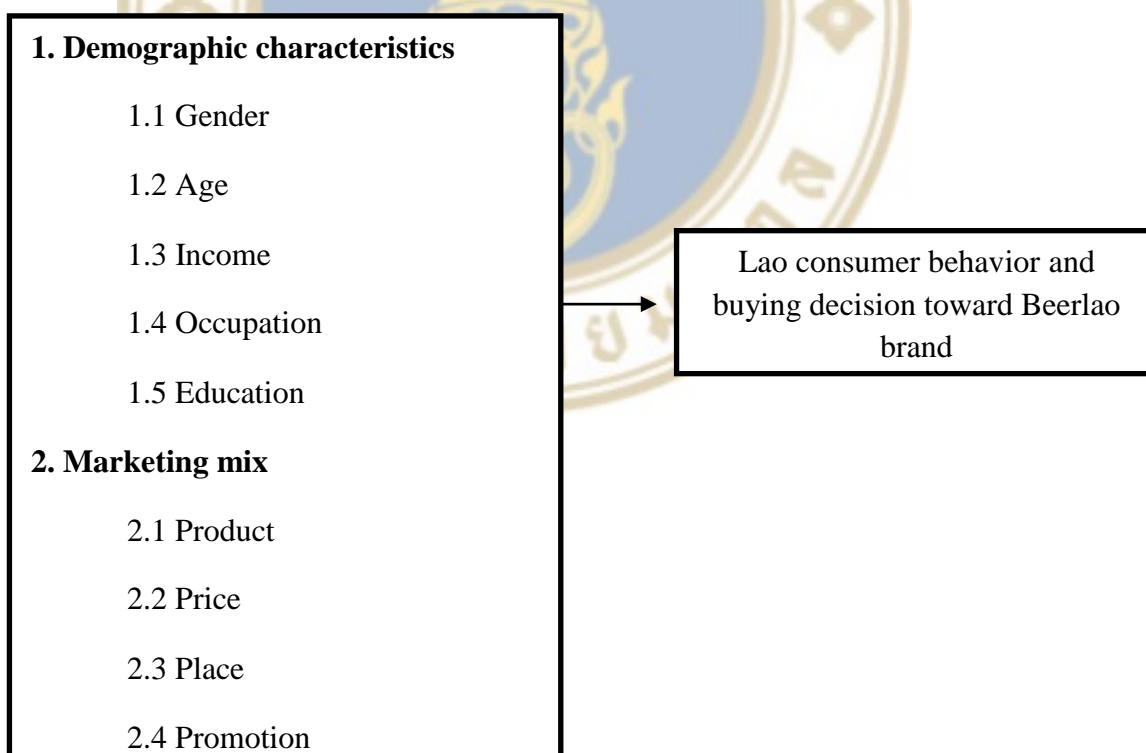 1. Demographic characteristics
1.1 Gender
1.2 Age
1.3 Income
1.4 Occupation
1.5 Education
2. Marketing mix
2.1 Product
2.2 Price
2.3 Place
2.4 Promotion
Lao consumer behavior and
buying decision toward Beerlao
brand